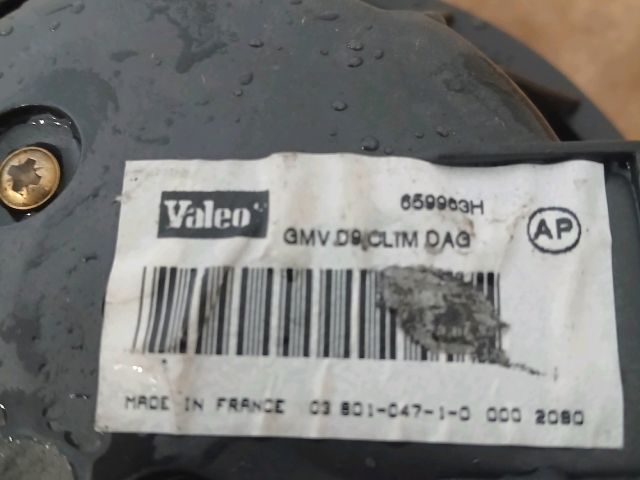 Valeo
659963H
GMV D9 CLIM DAG
AP
MADE IN FRANCE 03 801-047-1-0 000 2080